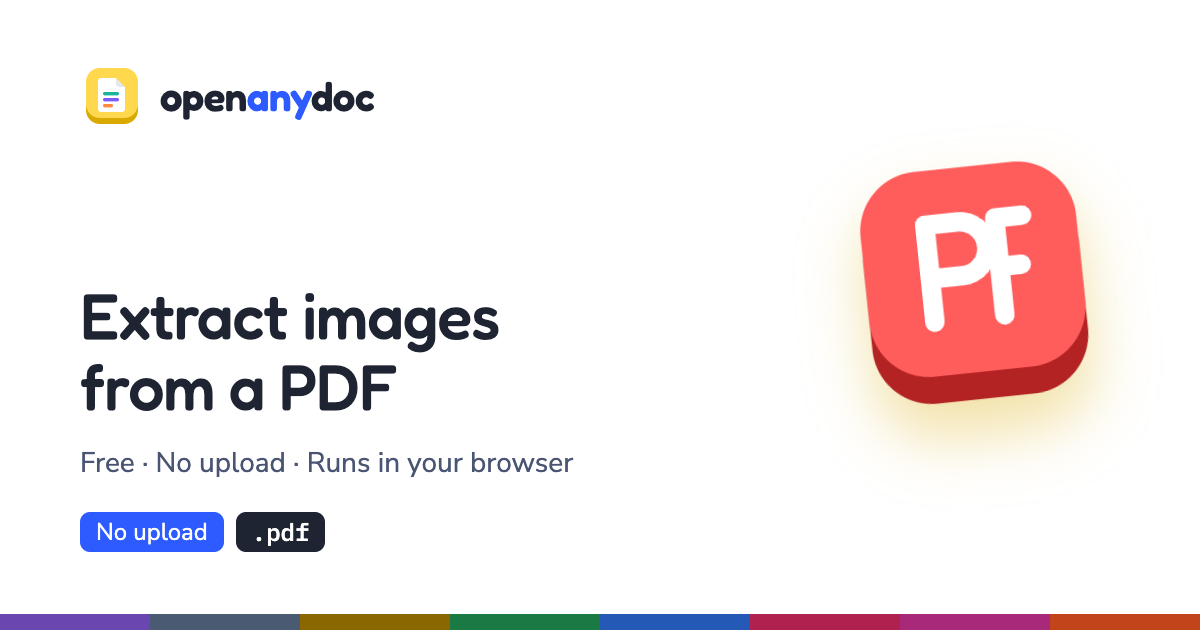 openanydoc
PF
Extract images
from a PDF
Free · No upload · Runs in your browser
No upload
.pdf